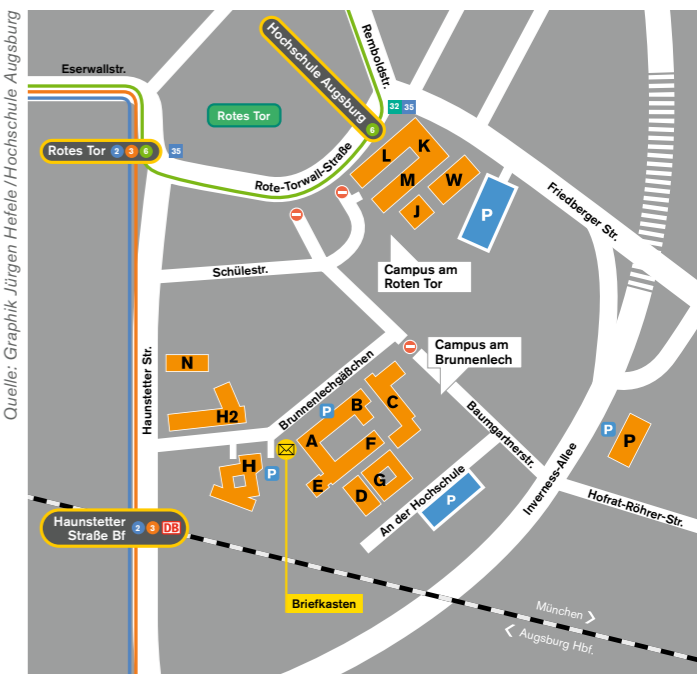 Quelle: Graphik Jürgen Hefele / Hochschule Augsburg
Eserwallstr.
Remboldstr.
Hochschule Augsburg 6
Rotes Tor
32 35
Rotes Tor 2 3 6
35
Rote-Torwall-Straße
K
L
M
W
J
P
Friedberger Str.
Schülestr.
Campus am
Roten Tor
Haunstetter Str.
Campus am
Brunnenlech
N
H2
Brunnenlechgäßchen
P
B
C
A
F
Baumgartnerstr.
P
P
H
P
G
E
D
An der Hochschule
P
Inverness-Allee
Hofrat-Röhrer-Str.
Haunstetter
Straße Bf 2 3 DB
Briefkasten
München >
< Augsburg Hbf.